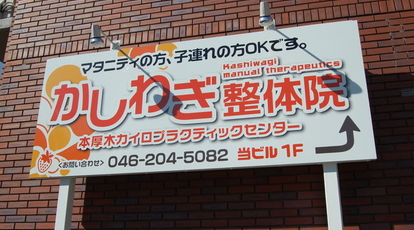 マタニティの方、子連れの方OKです。
かしわぎ整体院
Kashiwagi
manual therapeutics
本厚木カイロプラクティックセンター
<お問い合わせ> 046-204-5082 当ビル 1F